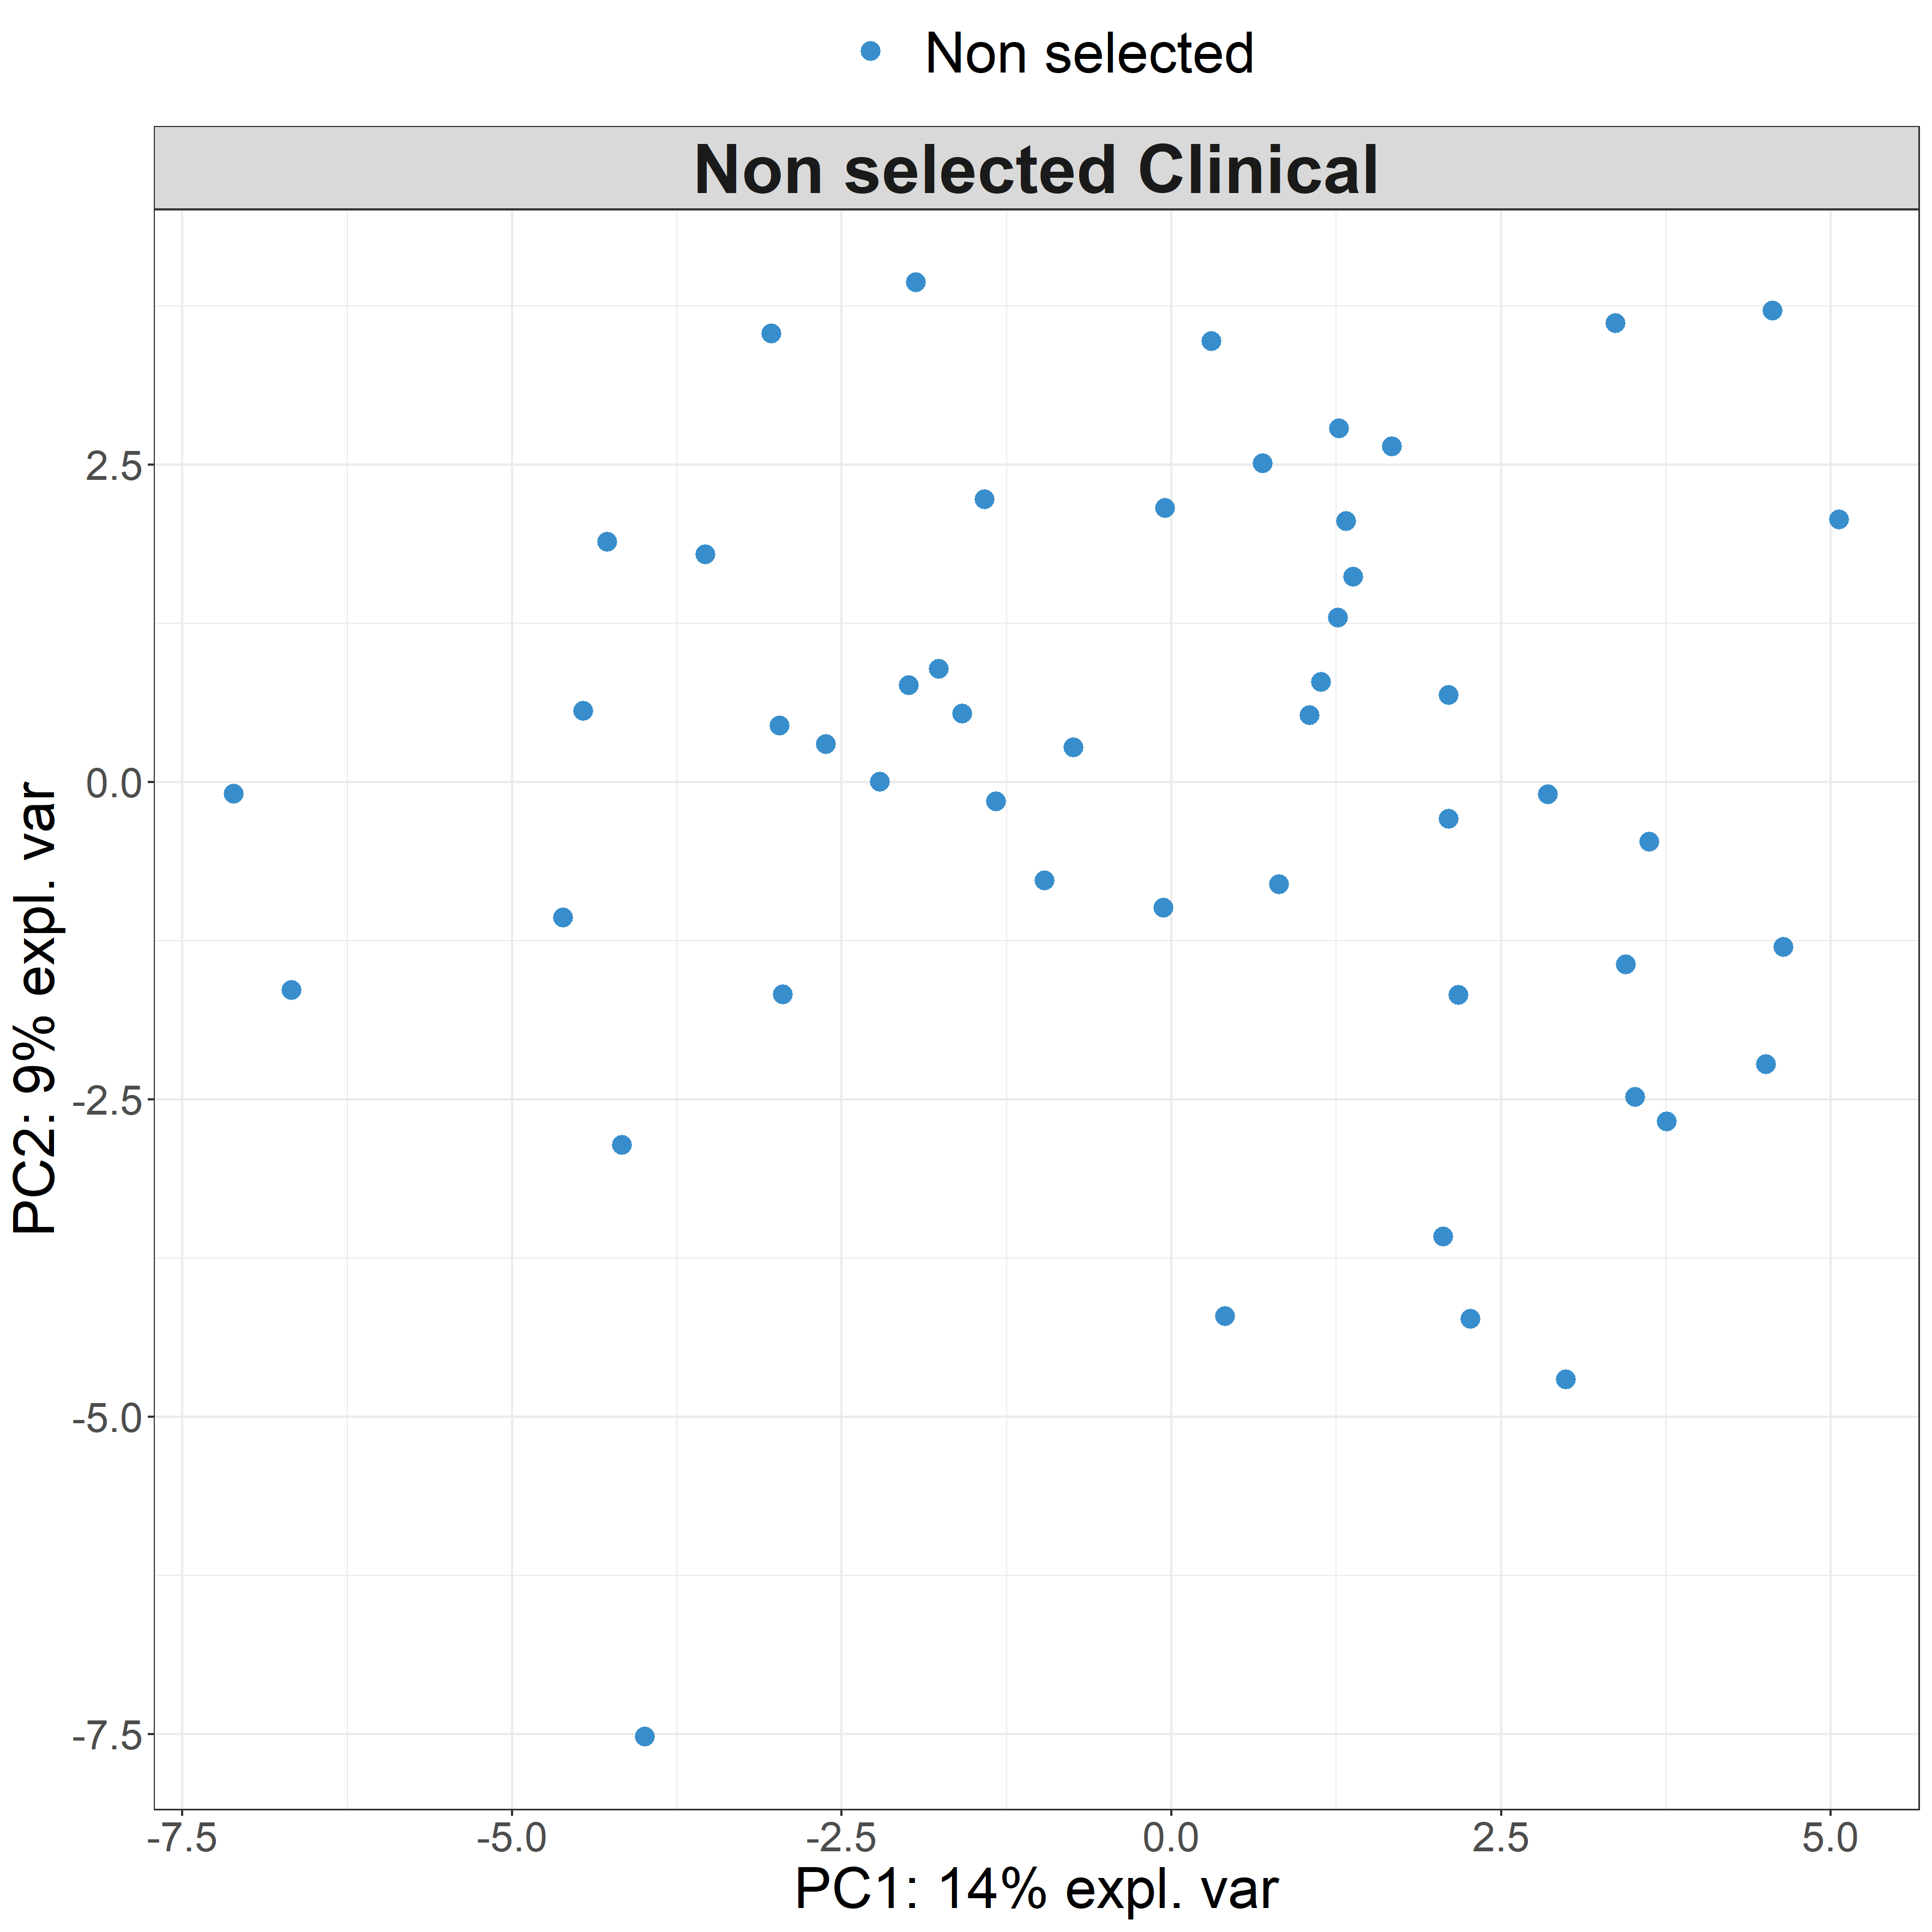 Non selected
Non selected Clinical
PC2: 9% expl. var
2.5
0.0
-2.5
-5.0
-7.5
-7.5 -5.0 -2.5 0.0 2.5 5.0
PC1: 14% expl. var